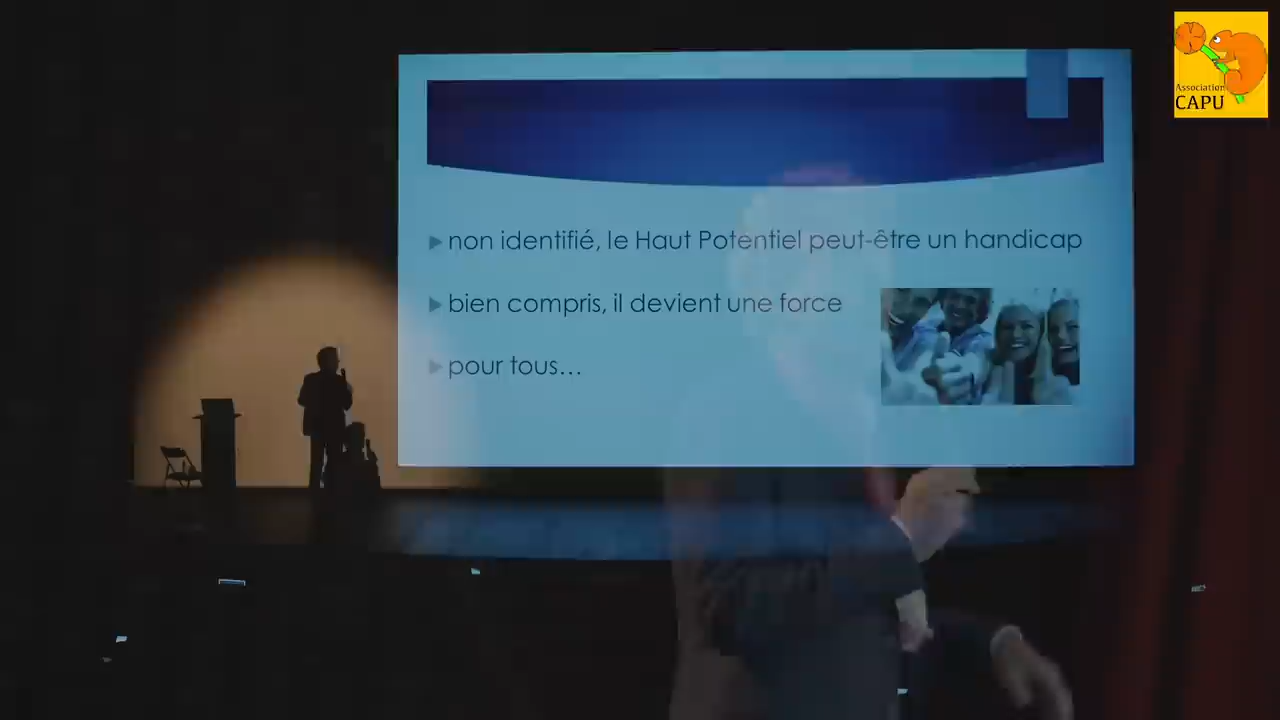 Association
CAPU
non identifié, le Haut Potentiel peut-être un handicap
bien compris, il devient une force
pour tous…